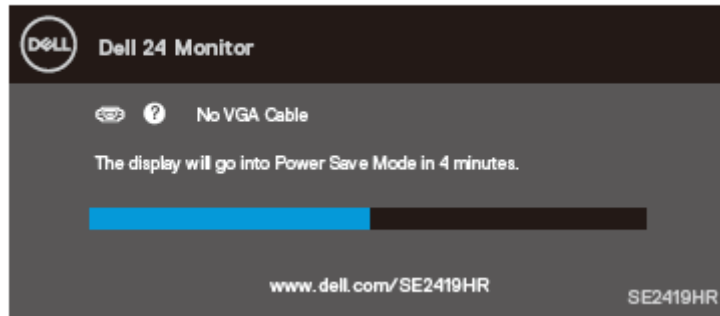 DELL
Dell 24 Monitor
? No VGA Cable
The display will go into Power Save Mode in 4 minutes.
www.dell.com/SE2419HR
SE2419HR